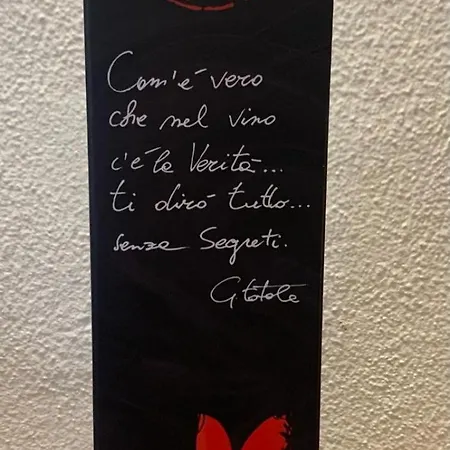 Com'é vero
che nel vino
c'é la Verità...
ti dirò tutto...
senza Segreti.